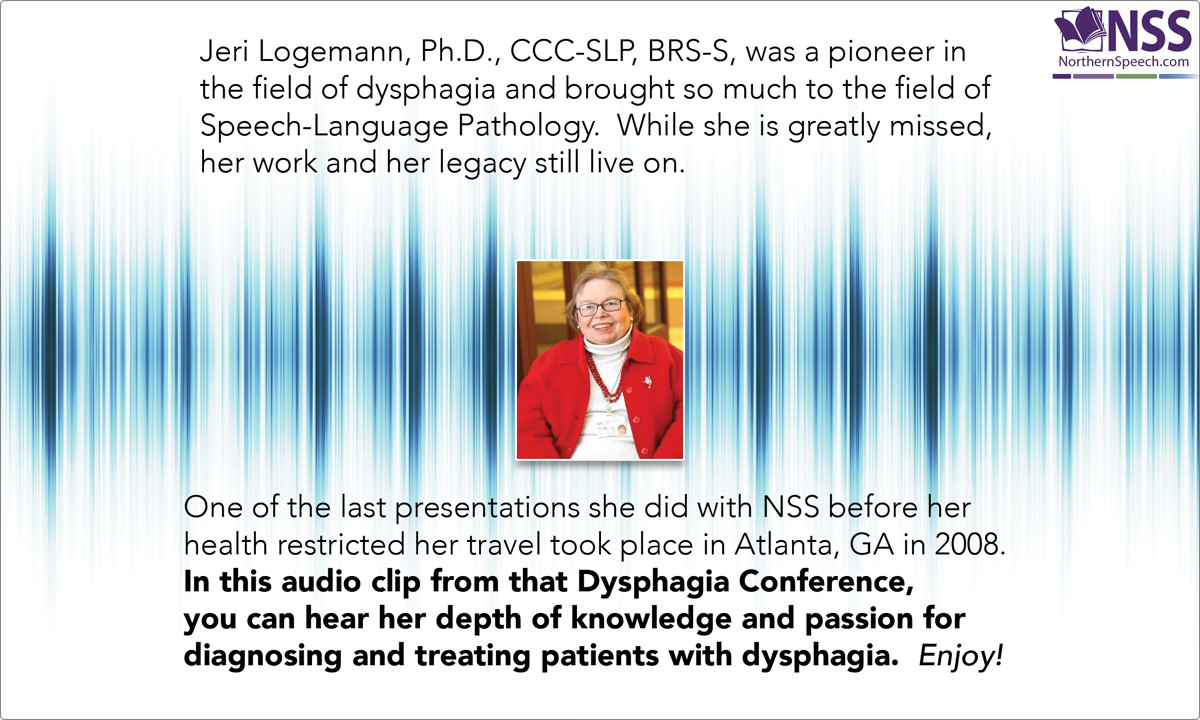 NSS
NorthernSpeech.com
Jeri Logemann, Ph.D., CCC-SLP, BRS-S, was a pioneer in
the field of dysphagia and brought so much to the field of
Speech-Language Pathology.  While she is greatly missed,
her work and her legacy still live on.
One of the last presentations she did with NSS before her
health restricted her travel took place in Atlanta, GA in 2008.
In this audio clip from that Dysphagia Conference,
you can hear her depth of knowledge and passion for
diagnosing and treating patients with dysphagia.  Enjoy!